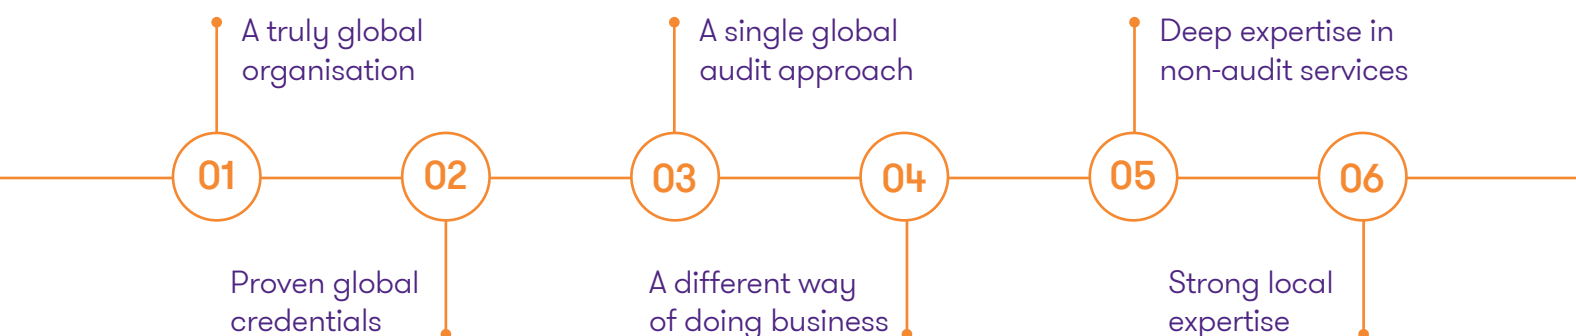 A truly global
organisation
A single global
audit approach
Deep expertise in
non-audit services
01
02
03
04
05
06
Proven global
credentials
A different way
of doing business
Strong local
expertise